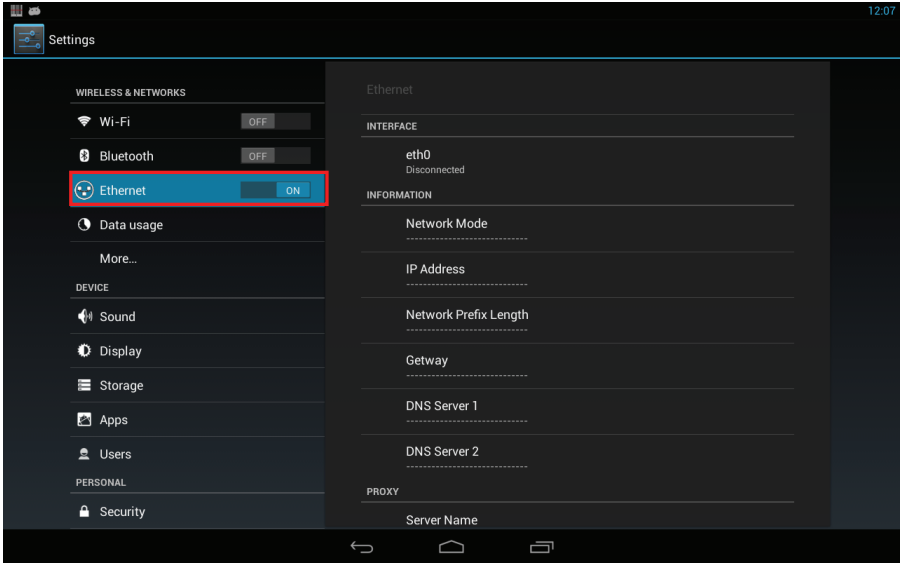 12:07
Settings
WIRELESS & NETWORKS
Wi-Fi OFF
Bluetooth OFF
Ethernet ON
Data usage
More...
DEVICE
Sound
Display
Storage
Apps
Users
PERSONAL
Security
Ethernet
INTERFACE
eth0
Disconnected
INFORMATION
Network Mode
----------------------------
IP Address
----------------------------
Network Prefix Length
----------------------------
Getway
----------------------------
DNS Server 1
----------------------------
DNS Server 2
----------------------------
PROXY
Server Name